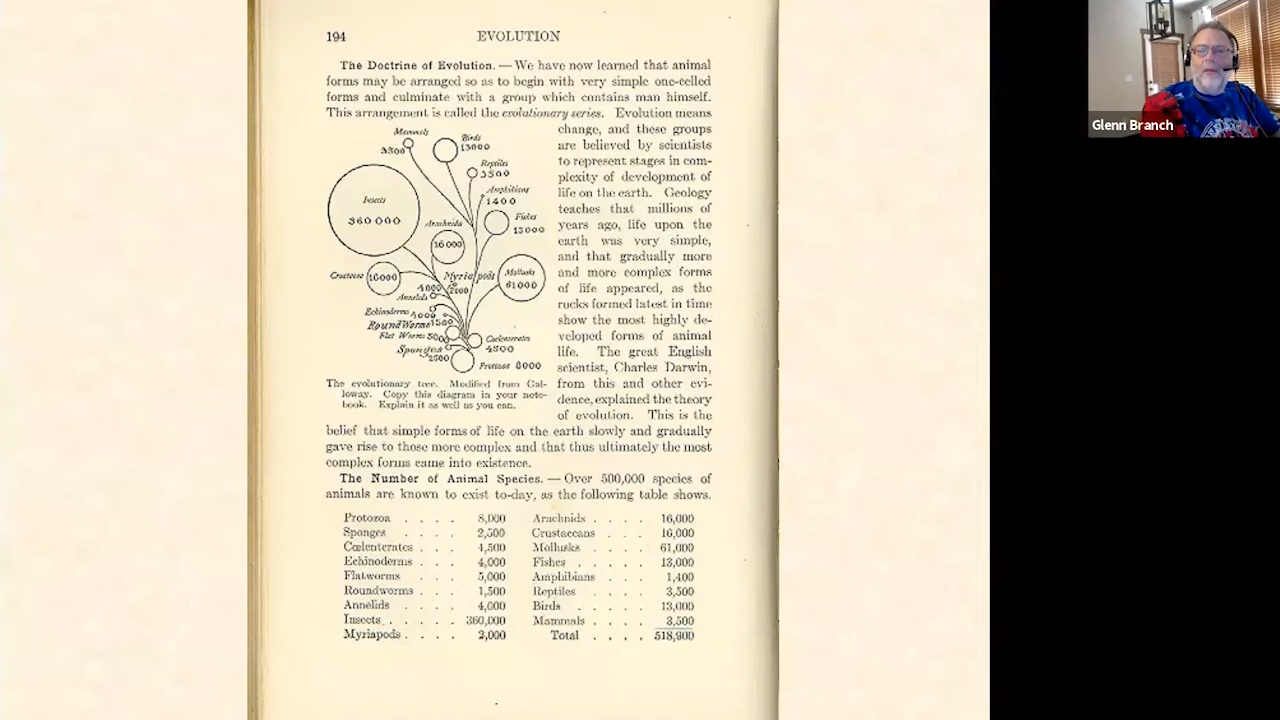 194 EVOLUTION
The Doctrine of Evolution. — We have now learned that animal
forms may be arranged so as to begin with very simple one-celled
forms and culminate with a group which contains man himself.
This arrangement is called the evolutionary series. Evolution means
change, and these groups
are believed by scientists
to represent stages in com-
plexity of development of
life on the earth. Geology
teaches that millions of
years ago, life upon the
earth was very simple,
and that gradually more
and more complex forms
of life appeared, as the
rocks formed latest in time
show the most highly de-
veloped forms of animal
life. The great English
scientist, Charles Darwin,
from this and other evi-
dence, explained the theory
of evolution. This is the
belief that simple forms of life on the earth slowly and gradually
gave rise to those more complex and that thus ultimately the most
complex forms came into existence.
Mammals
3500
Birds
13000
Reptiles
3500
Amphibians
1400
Insects
360 000
Arachnida
16 000
Fishes
13000
Crustacea 16000
Myriapods
2000
Mollusks
61000
4000
Annelids
Echinoderms 4000
Round Worms 1500
Flat Worms 5000
Sponges
2500
Coelenterates
4500
Protozoa 8000
The evolutionary tree. Modified from Gal-
loway. Copy this diagram in your note-
book. Explain it as well as you can.
The Number of Animal Species. — Over 500,000 species of
animals are known to exist to-day, as the following table shows.
Protozoa . . . . 8,000 Arachnids . . . . 16,000
Sponges . . . . 2,500 Crustaceans . . . 16,000
Cœlenterates . . . 4,500 Mollusks . . . . 61,000
Echinoderms . . . 4,000 Fishes . . . . . 13,000
Flatworms . . . 5,000 Amphibians . . . 1,400
Roundworms . . . 1,500 Reptiles . . . . 3,500
Annelids . . . . 4,000 Birds . . . . . 13,000
Insects . . . . 360,000 Mammals . . . . 3,500
Myriapods . . . . 2,000 Total . . . . 518,900
Glenn Branch